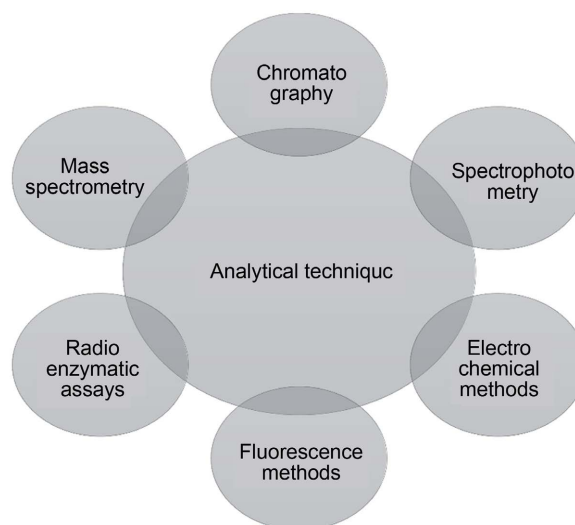 Chromato
graphy
Mass
spectrometry
Spectrophoto
metry
Analytical techniquc
Radio
enzymatic
assays
Electro
chemical
methods
Fluorescence
methods